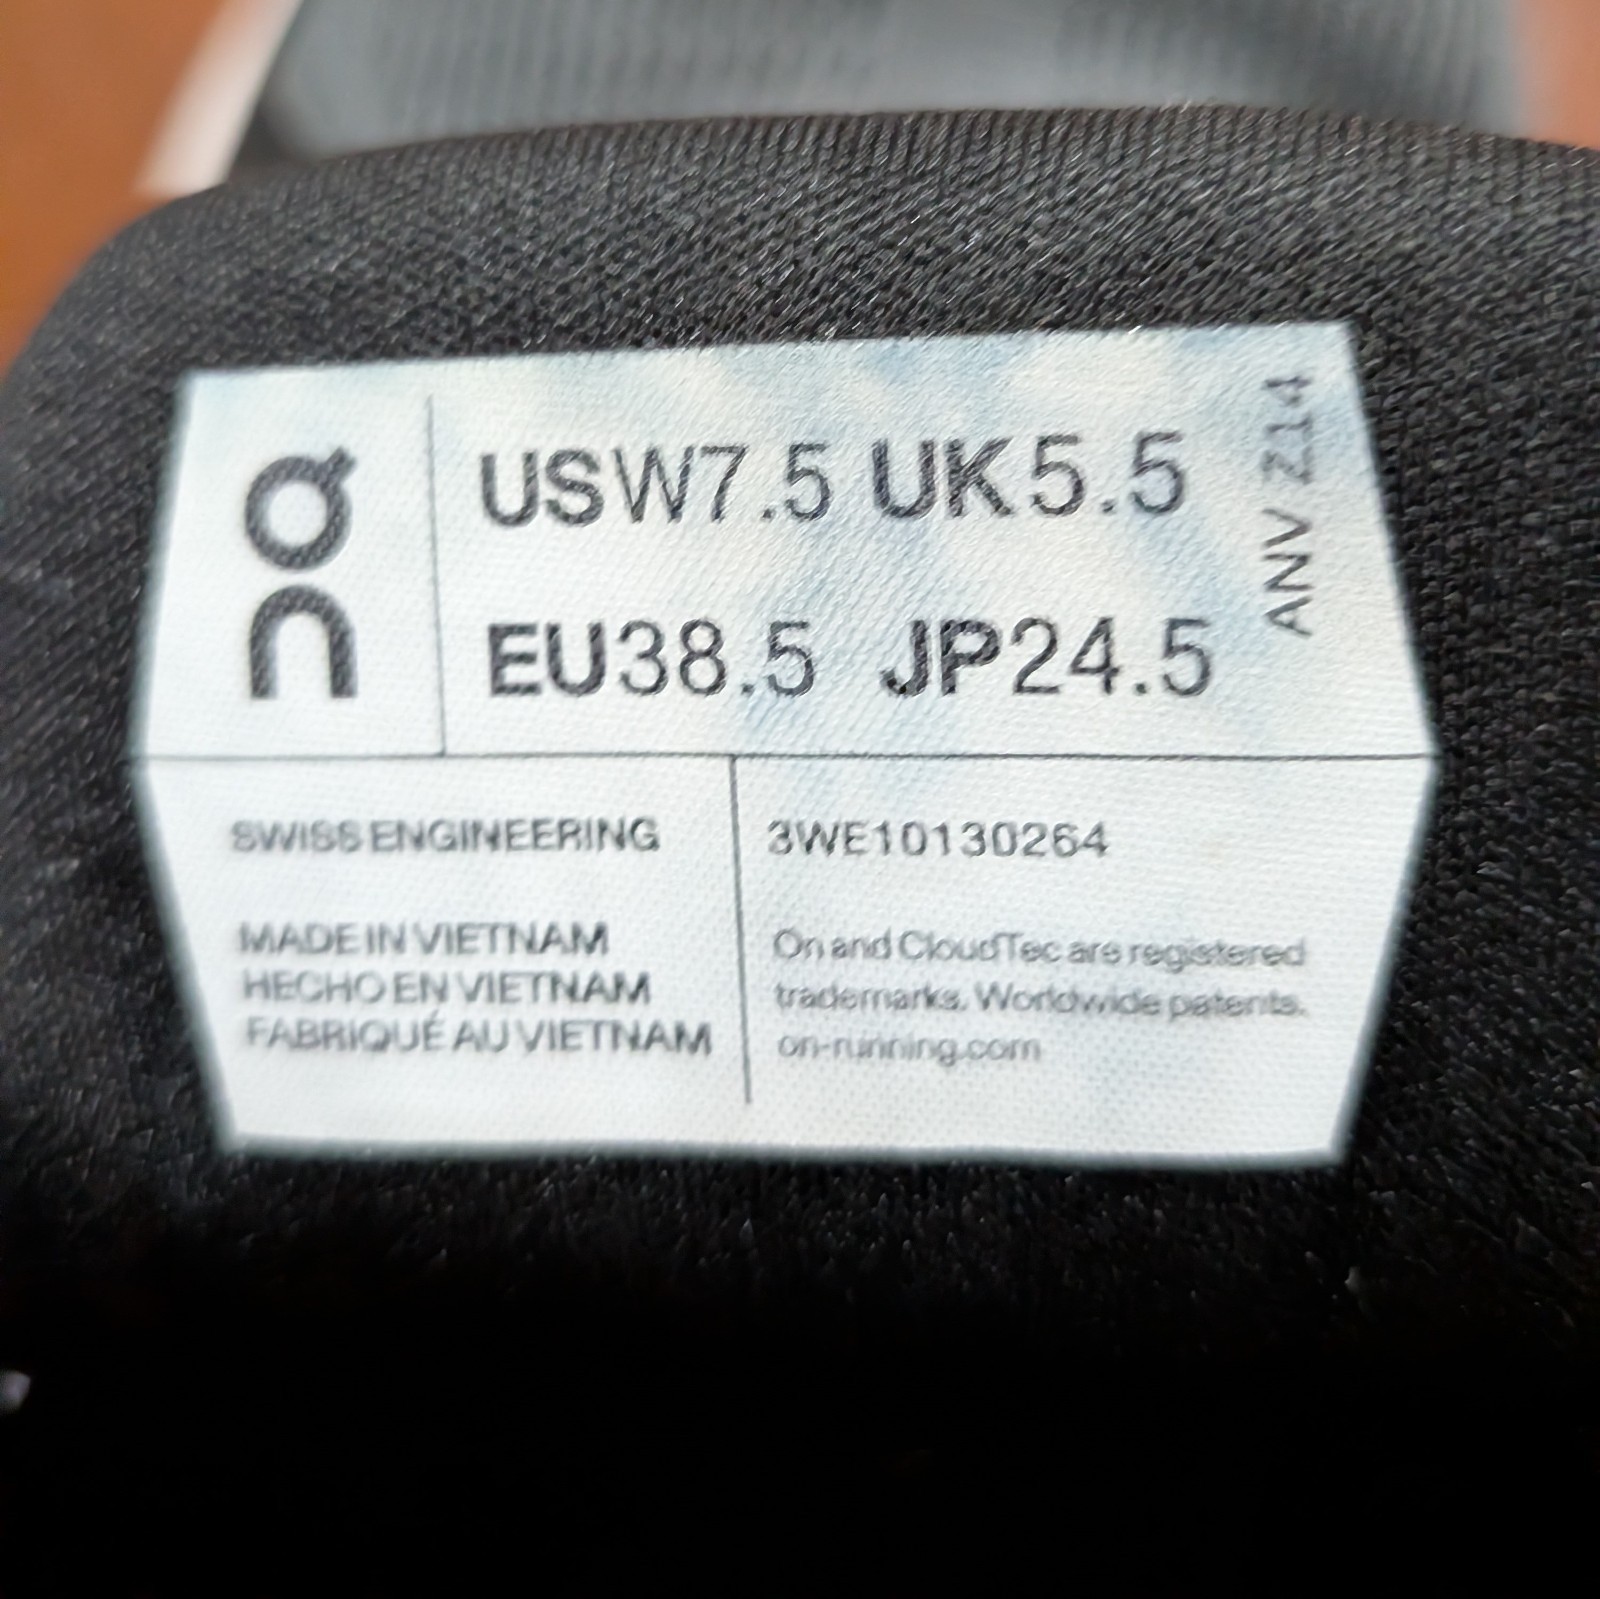 On
USW7.5 UK5.5
EU38.5 JP24.5
ANV Z14
SWISS ENGINEERING
MADE IN VIETNAM
HECHO EN VIETNAM
FABRIQUÉ AU VIETNAM
3WE10130264
On and CloudTec are registered
trademarks. Worldwide patents.
on-running.com